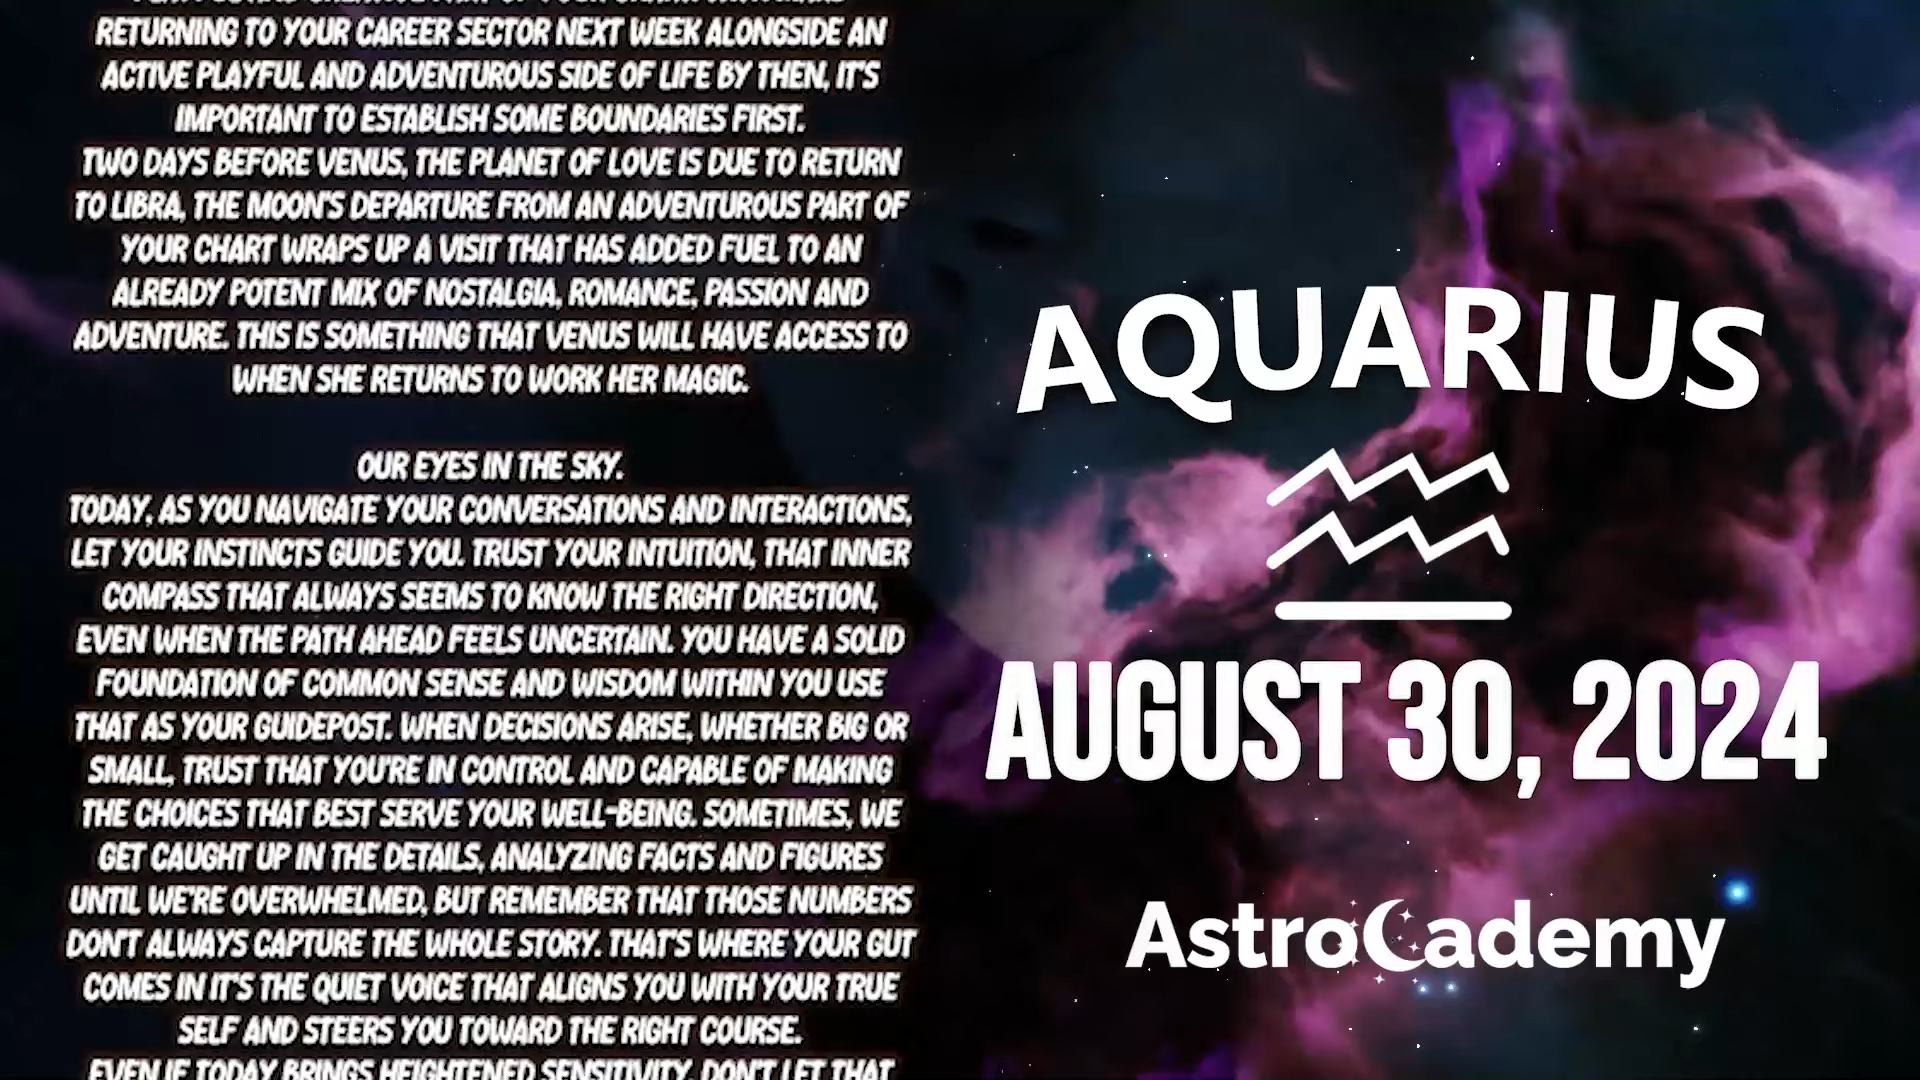 RETURNING TO YOUR CAREER SECTOR NEXT WEEK ALONGSIDE AN
ACTIVE PLAYFUL AND ADVENTUROUS SIDE OF LIFE BY THEN, IT'S
IMPORTANT TO ESTABLISH SOME BOUNDARIES FIRST.
TWO DAYS BEFORE VENUS, THE PLANET OF LOVE IS DUE TO RETURN
TO LIBRA, THE MOON'S DEPARTURE FROM AN ADVENTUROUS PART OF
YOUR CHART WRAPS UP A VISIT THAT HAS ADDED FUEL TO AN
ALREADY POTENT MIX OF NOSTALGIA, ROMANCE, PASSION AND
ADVENTURE. THIS IS SOMETHING THAT VENUS WILL HAVE ACCESS TO
WHEN SHE RETURNS TO WORK HER MAGIC.
OUR EYES IN THE SKY.
TODAY, AS YOU NAVIGATE YOUR CONVERSATIONS AND INTERACTIONS,
LET YOUR INSTINCTS GUIDE YOU. TRUST YOUR INTUITION, THAT INNER
COMPASS THAT ALWAYS SEEMS TO KNOW THE RIGHT DIRECTION,
EVEN WHEN THE PATH AHEAD FEELS UNCERTAIN. YOU HAVE A SOLID
FOUNDATION OF COMMON SENSE AND WISDOM WITHIN YOU USE
THAT AS YOUR GUIDEPOST. WHEN DECISIONS ARISE, WHETHER BIG OR
SMALL, TRUST THAT YOU'RE IN CONTROL AND CAPABLE OF MAKING
THE CHOICES THAT BEST SERVE YOUR WELL-BEING. SOMETIMES, WE
GET CAUGHT UP IN THE DETAILS, ANALYZING FACTS AND FIGURES
UNTIL WE'RE OVERWHELMED, BUT REMEMBER THAT THOSE NUMBERS
DON'T ALWAYS CAPTURE THE WHOLE STORY. THAT'S WHERE YOUR GUT
COMES IN IT'S THE QUIET VOICE THAT ALIGNS YOU WITH YOUR TRUE
SELF AND STEERS YOU TOWARD THE RIGHT COURSE.
EVEN IF TODAY BRINGS HEIGHTENED SENSITIVITY, DON'T LET THAT
AQUARIUS
AUGUST 30, 2024
AstroCademy